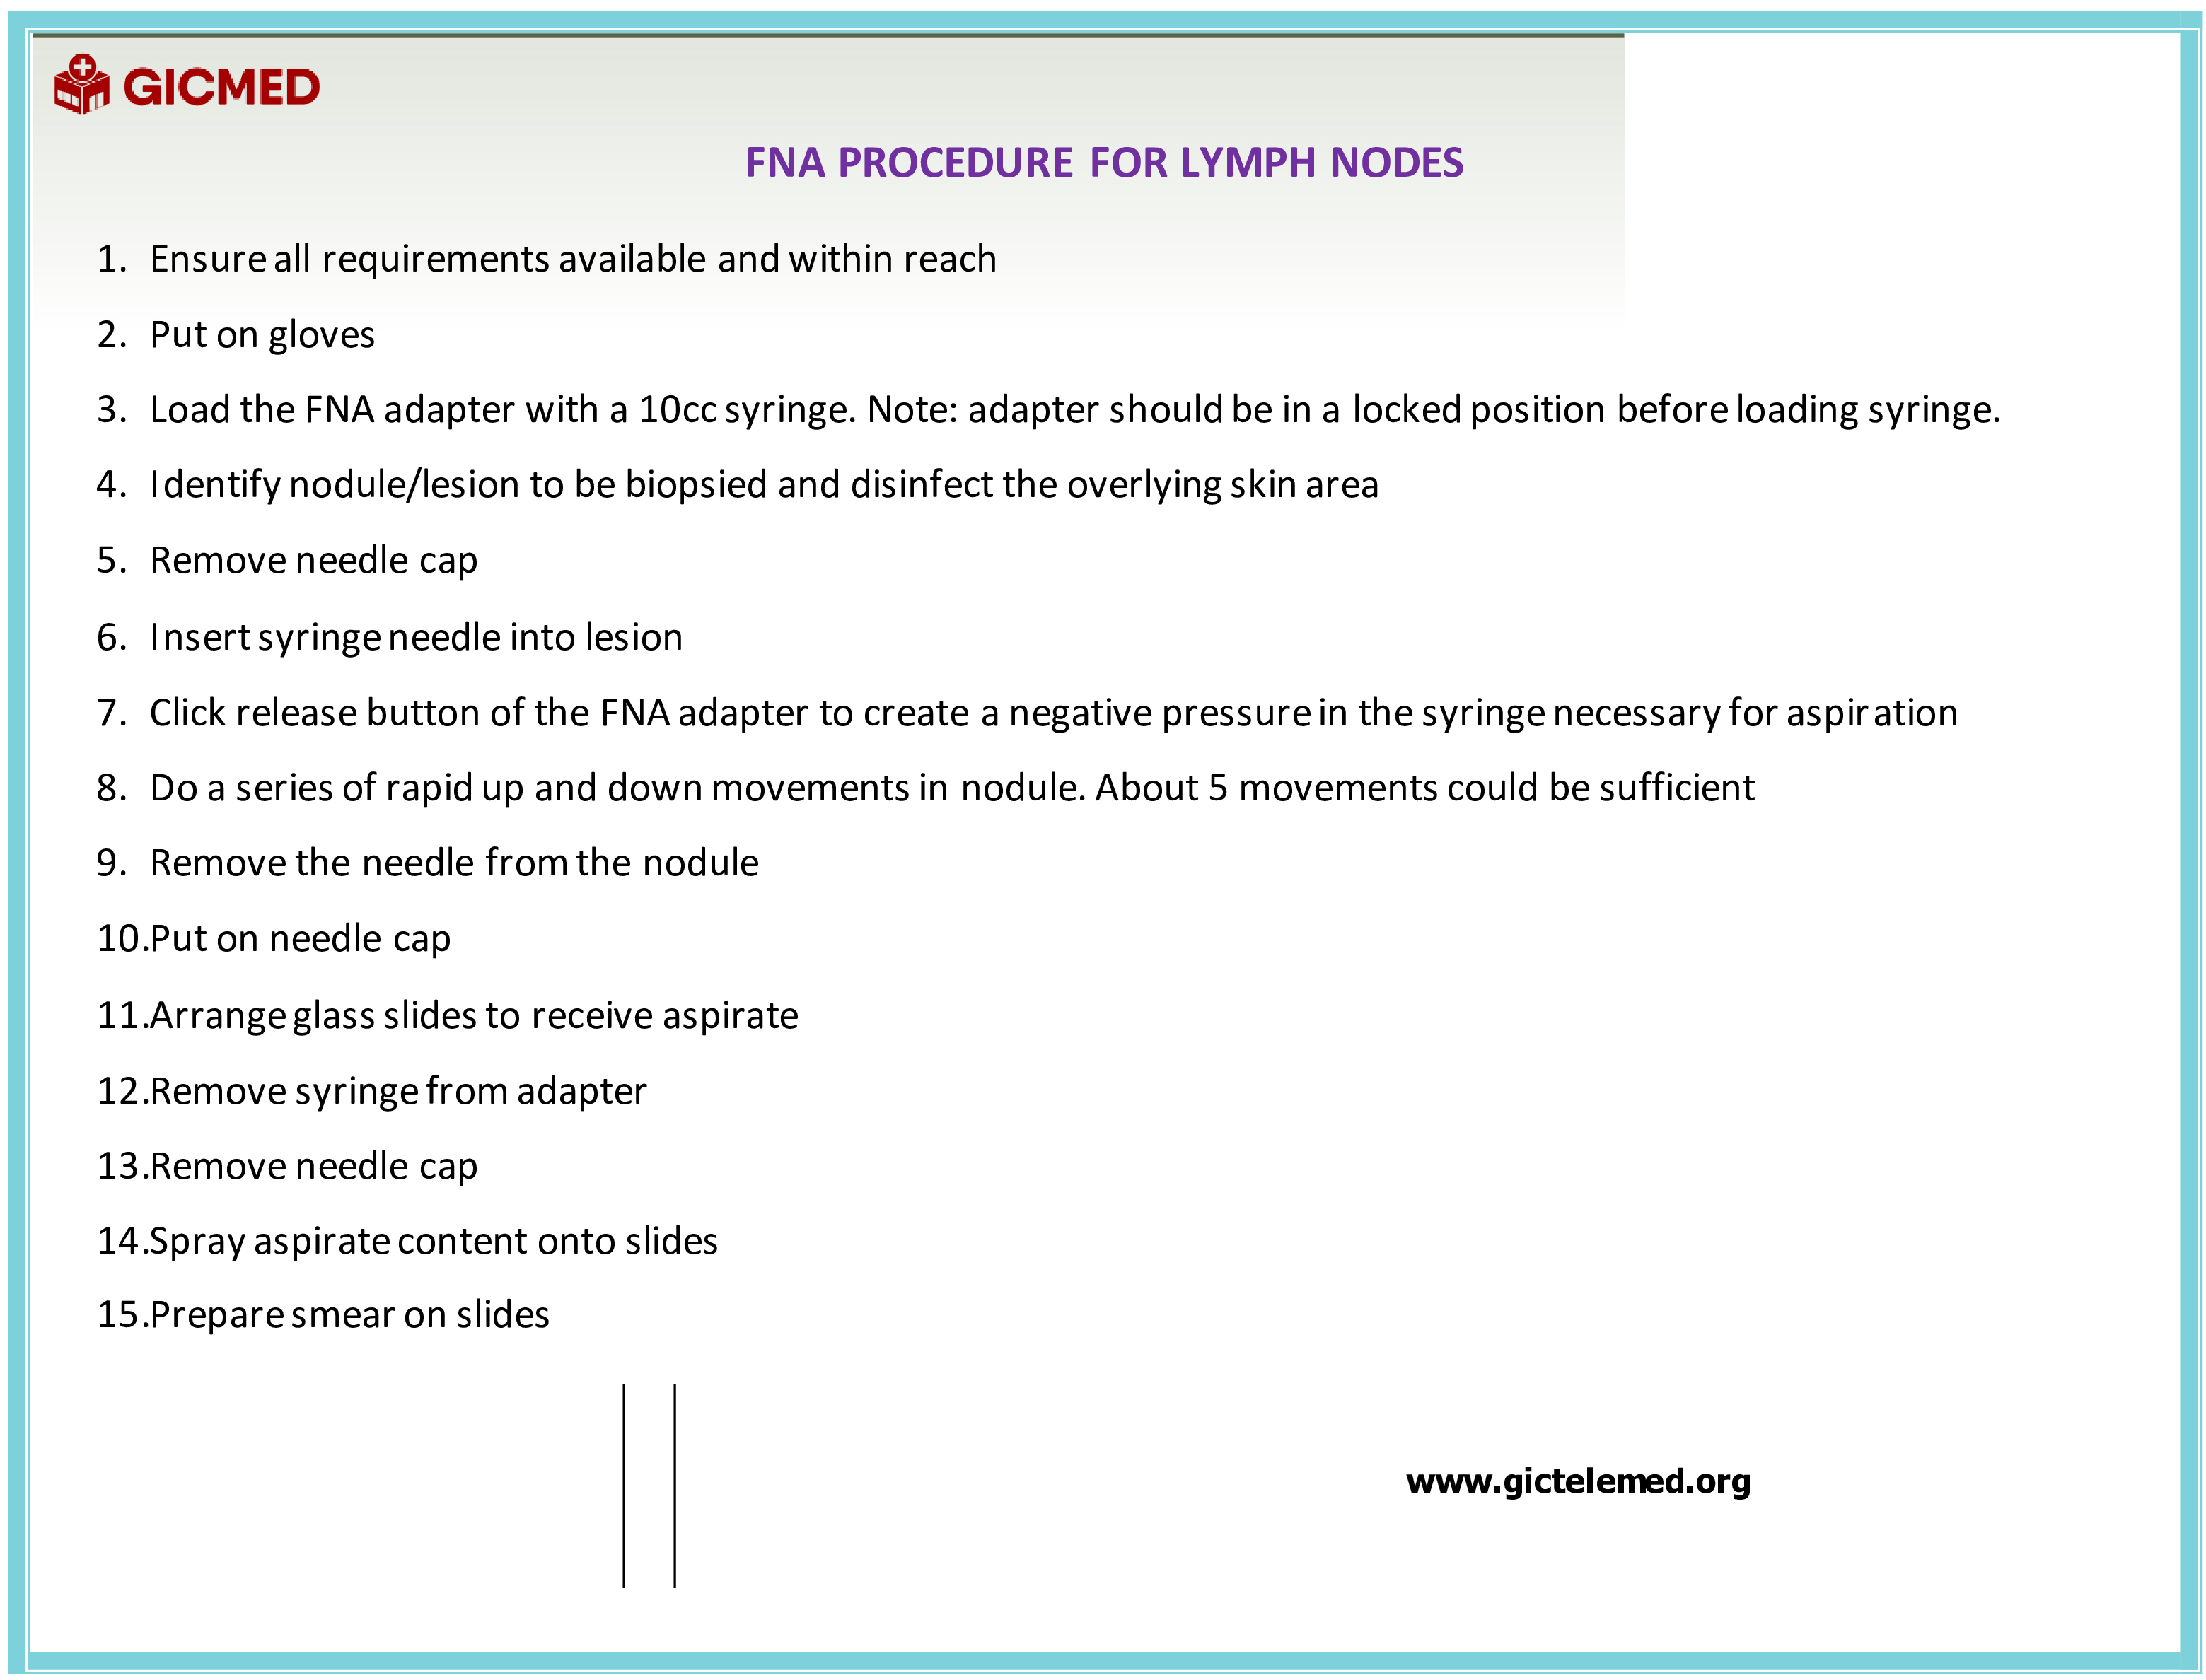 GICMED
FNA PROCEDURE FOR LYMPH NODES
1. Ensure all requirements available and within reach
2. Put on gloves
3. Load the FNA adapter with a 10cc syringe. Note: adapter should be in a locked position before loading syringe.
4. Identify nodule/lesion to be biopsied and disinfect the overlying skin area
5. Remove needle cap
6. Insert syringe needle into lesion
7. Click release button of the FNA adapter to create a negative pressure in the syringe necessary for aspiration
8. Do a series of rapid up and down movements in nodule. About 5 movements could be sufficient
9. Remove the needle from the nodule
10.Put on needle cap
11.Arrange glass slides to receive aspirate
12.Remove syringe from adapter
13.Remove needle cap
14.Spray aspirate content onto slides
15.Prepare smear on slides
www.gictelemed.org